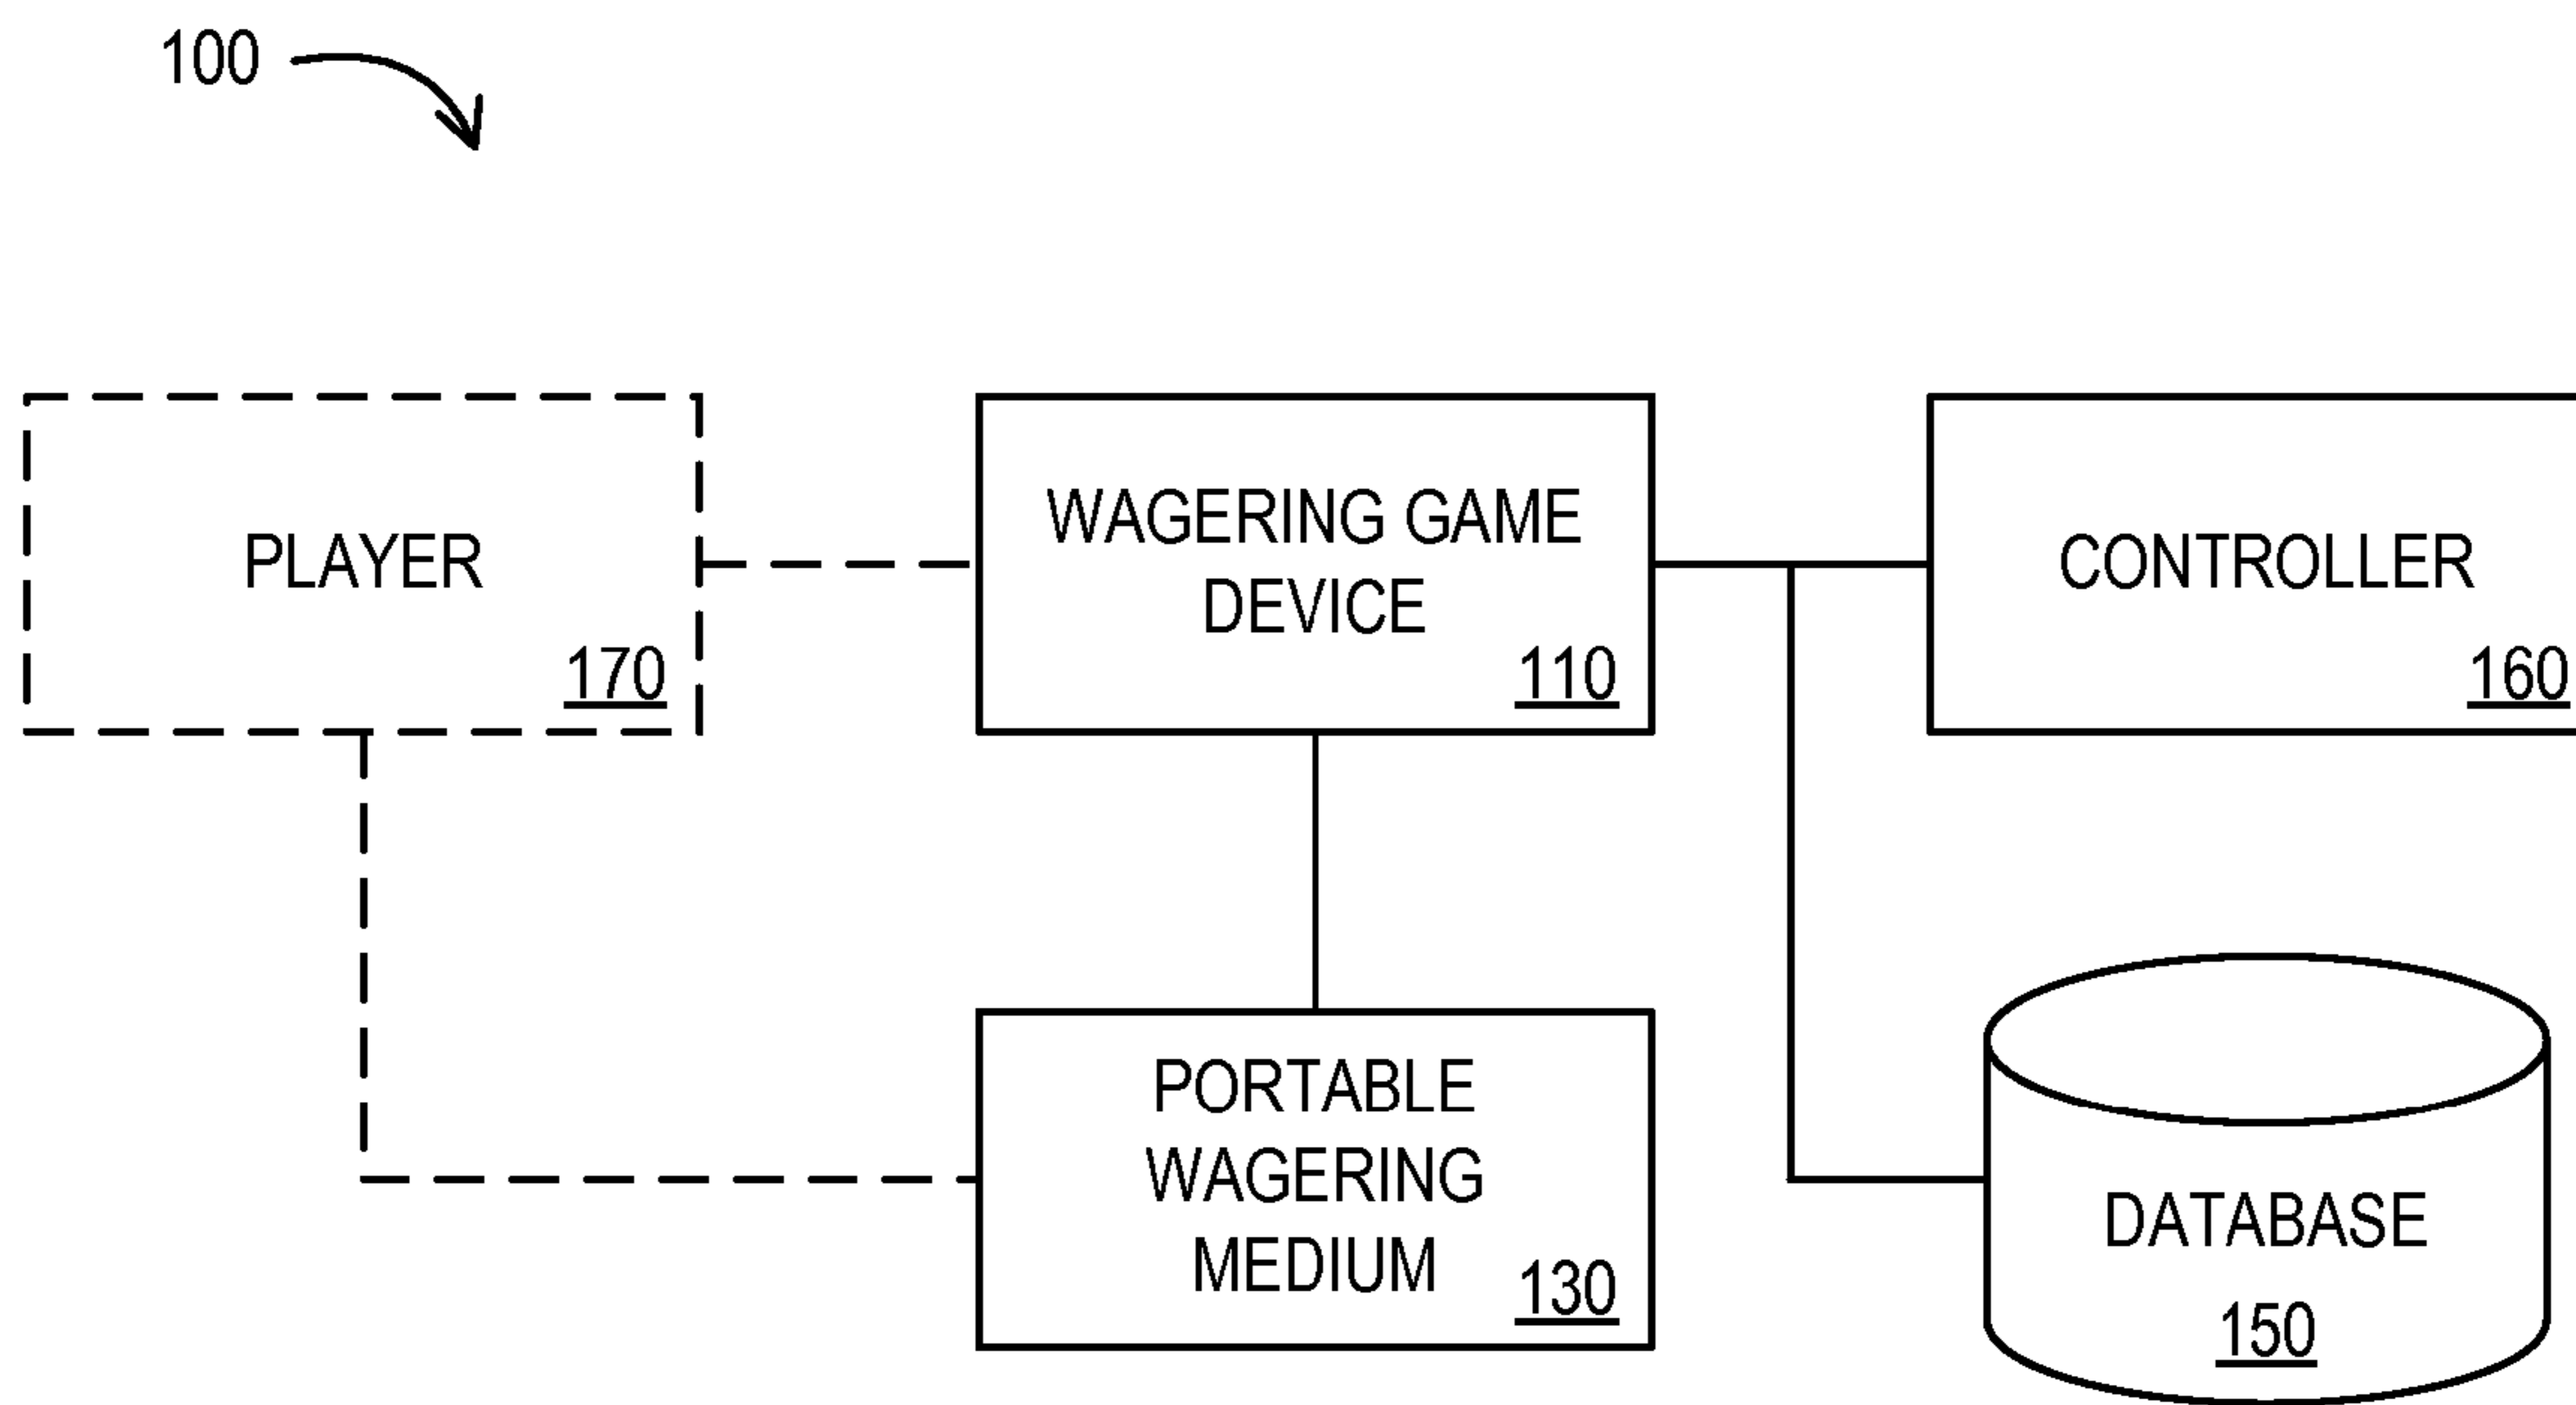 100
PLAYER
170
WAGERING GAME
DEVICE
110
CONTROLLER
160
PORTABLE
WAGERING
MEDIUM
130
DATABASE
150